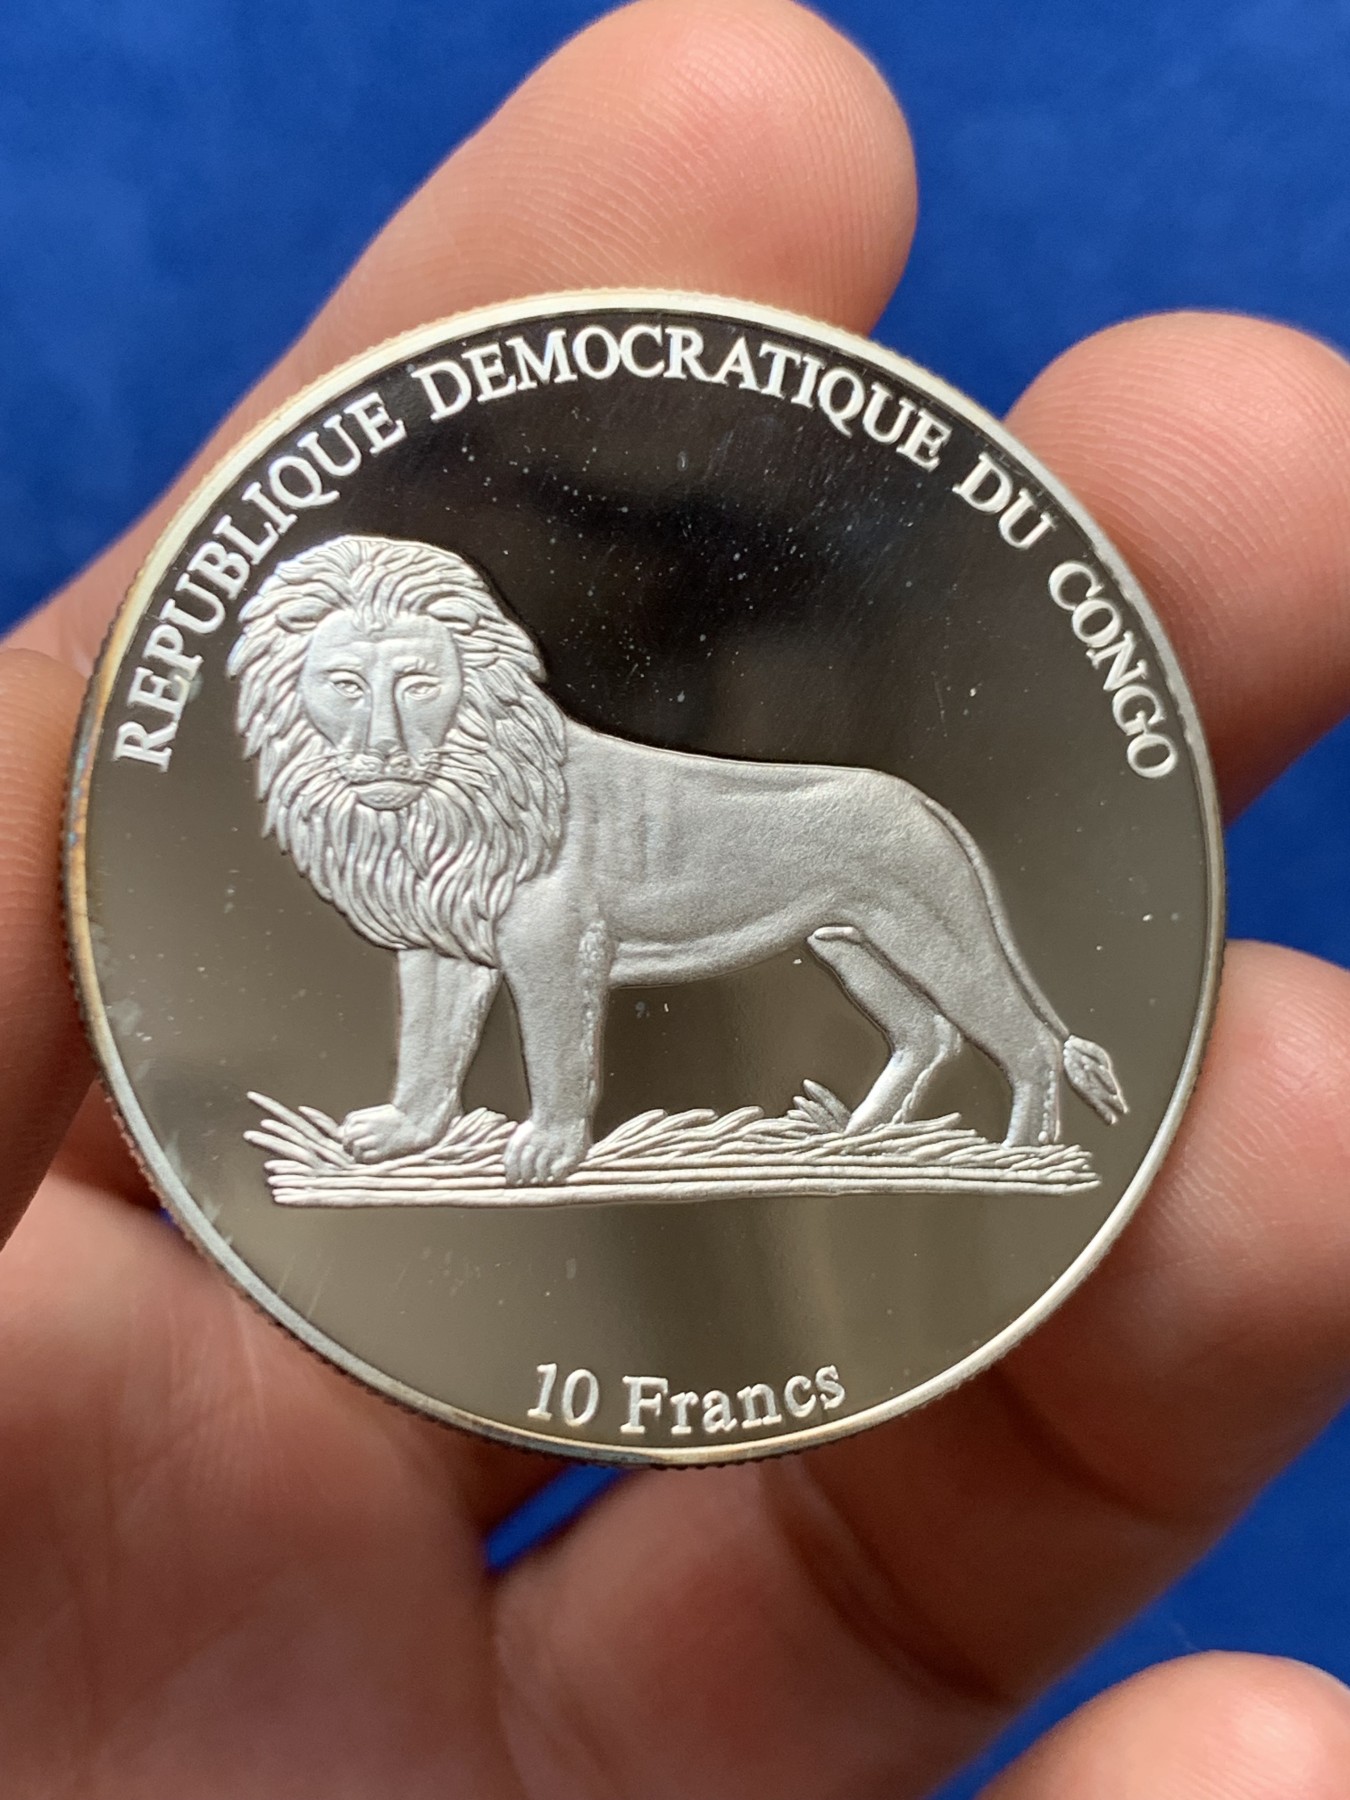 REPUBLIQUE DEMOCRATIQUE DU CONGO
10 Francs